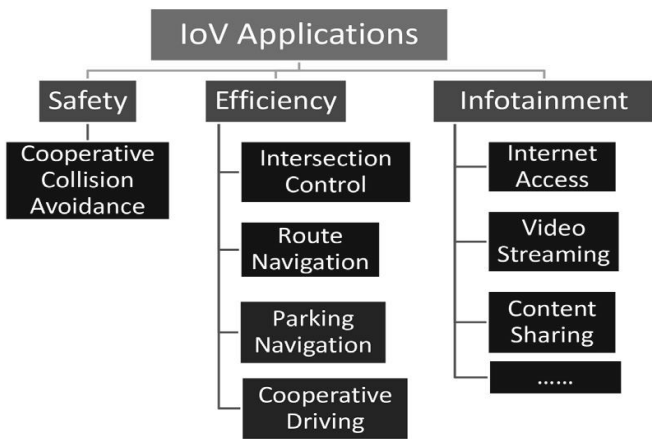 IoV Applications
Safety
Efficiency
Infotainment
Cooperative
Collision
Avoidance
Intersection
Control
Route
Navigation
Parking
Navigation
Cooperative
Driving
Internet
Access
Video
Streaming
Content
Sharing
......